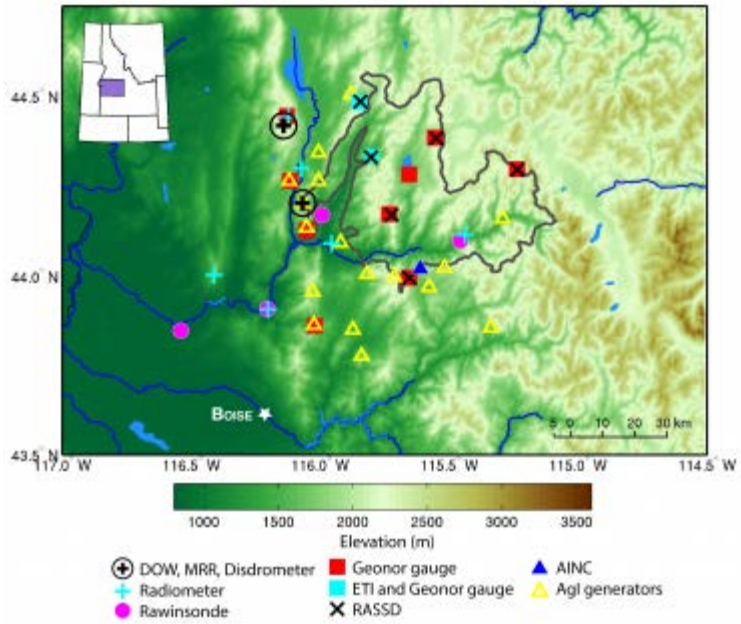 44.5° N
44.0° N
43.5° N
BOISE
5 0 10 20 30 km
117.0° W 116.5° W 116.0° W 115.5° W 115.0° W 114.5° W
1000 1500 2000 2500 3000 3500
Elevation (m)
DOW, MRR, Disdrometer
Radiometer
Rawinsonde
Geonor gauge
ETI and Geonor gauge
RASSD
AINC
AgI generators